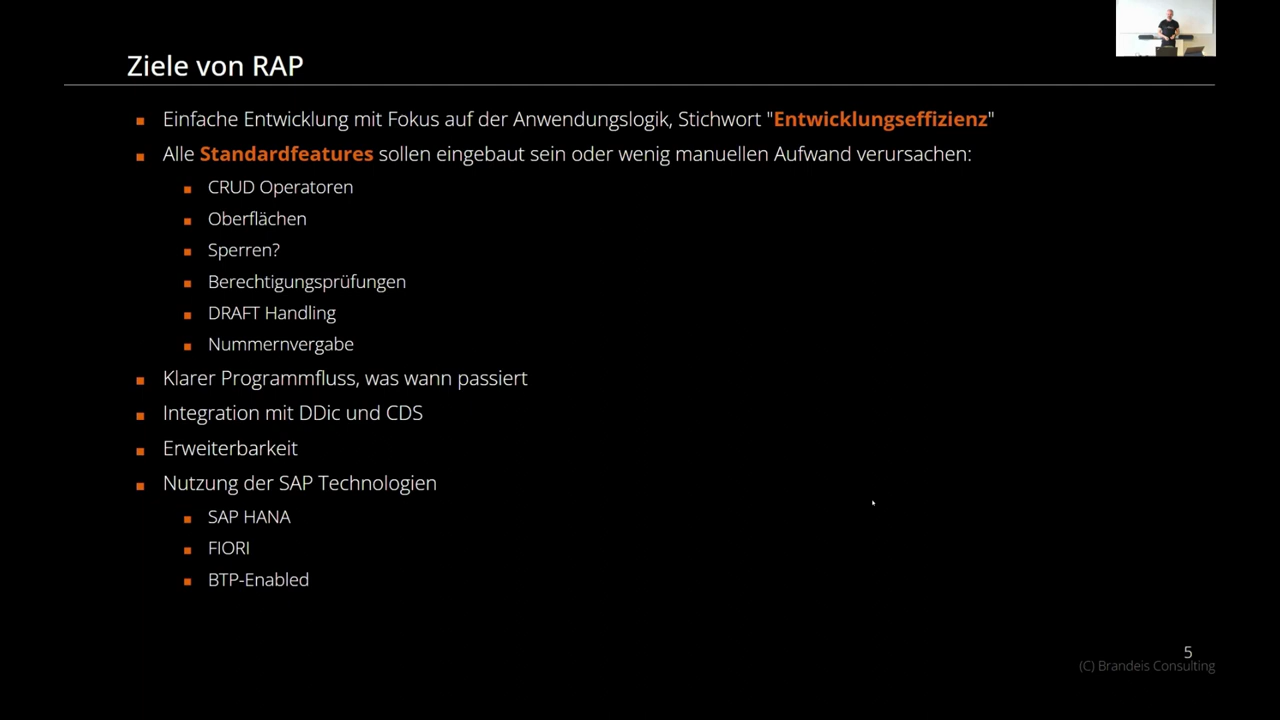 Ziele von RAP
Einfache Entwicklung mit Fokus auf der Anwendungslogik, Stichwort "Entwicklungseffizienz"
Alle Standardfeatures sollen eingebaut sein oder wenig manuellen Aufwand verursachen:
CRUD Operatoren
Oberflächen
Sperren?
Berechtigungsprüfungen
DRAFT Handling
Nummernvergabe
Klarer Programmfluss, was wann passiert
Integration mit DDic und CDS
Erweiterbarkeit
Nutzung der SAP Technologien
SAP HANA
FIORI
BTP-Enabled
5
(C) Brandeis Consulting